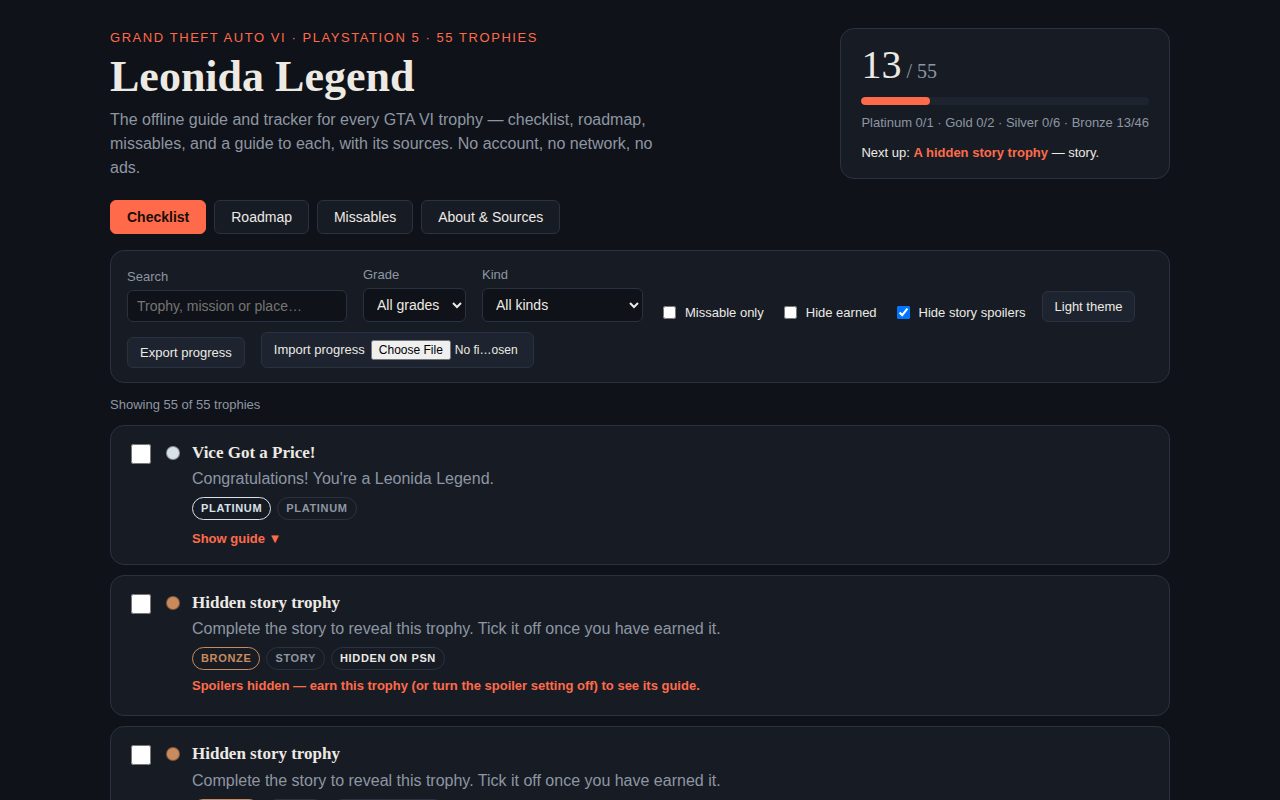 GRAND THEFT AUTO VI · PLAYSTATION 5 · 55 TROPHIES
Leonida Legend
The offline guide and tracker for every GTA VI trophy — checklist, roadmap,
missables, and a guide to each, with its sources. No account, no network, no
ads.
13 / 55
Platinum 0/1 · Gold 0/2 · Silver 0/6 · Bronze 13/46
Next up: A hidden story trophy — story.
Checklist Roadmap Missables About & Sources
Search Grade Kind
Trophy, mission or place… All grades All kinds Missable only Hide earned Hide story spoilers Light theme
Export progress Import progress Choose File No fi…osen
Showing 55 of 55 trophies
Vice Got a Price!
Congratulations! You're a Leonida Legend.
PLATINUM PLATINUM
Show guide ▼
Hidden story trophy
Complete the story to reveal this trophy. Tick it off once you have earned it.
BRONZE STORY HIDDEN ON PSN
Spoilers hidden — earn this trophy (or turn the spoiler setting off) to see its guide.
Hidden story trophy
Complete the story to reveal this trophy. Tick it off once you have earned it.